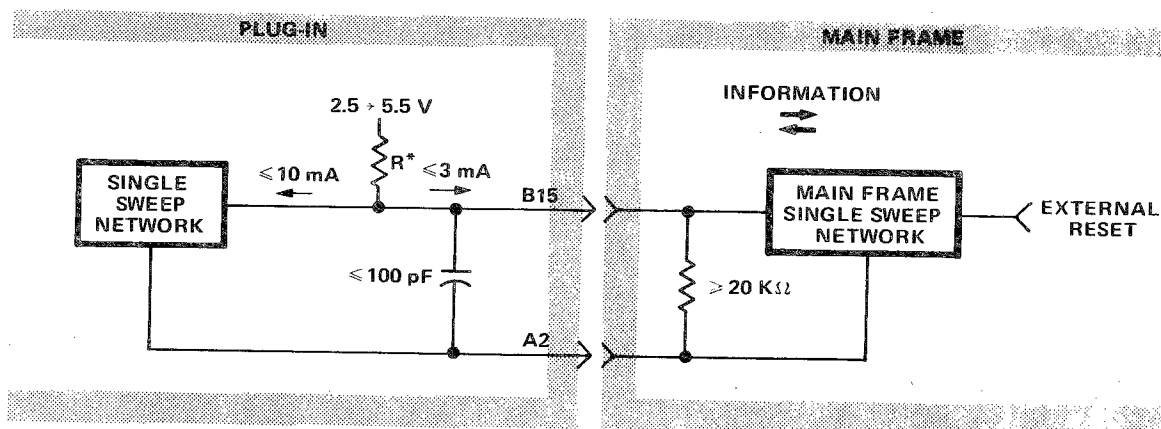 PLUG-IN
MAIN FRAME
INFORMATION
2.5 → 5.5 V
R*
≤10 mA
≤3 mA
SINGLE
SWEEP
NETWORK
B15
MAIN FRAME
SINGLE SWEEP
NETWORK
EXTERNAL
RESET
≤100 pF
≥20 KΩ
A2